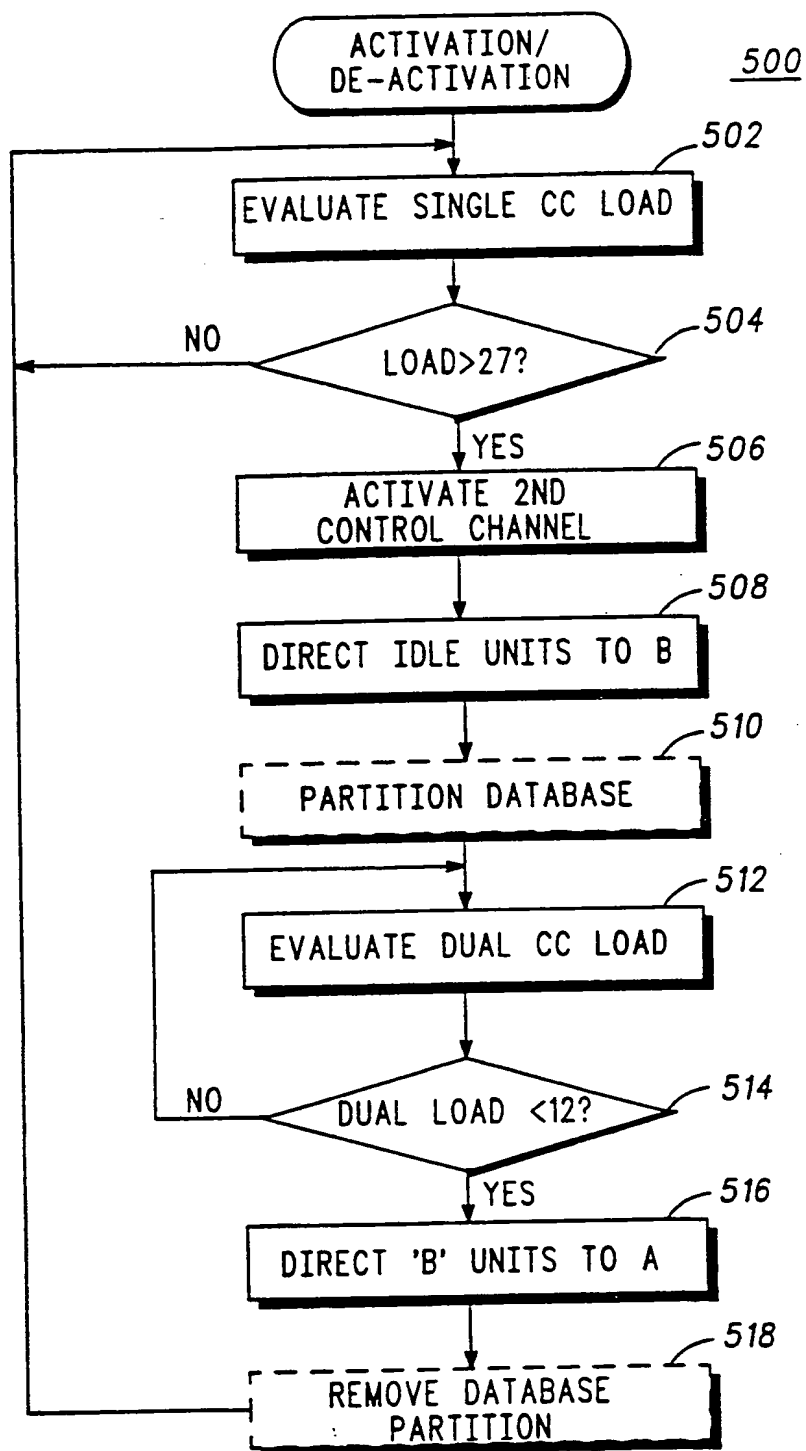 ACTIVATION/
DE-ACTIVATION
500
502
EVALUATE SINGLE CC LOAD
504
NO
LOAD>27?
YES
506
ACTIVATE 2ND
CONTROL CHANNEL
508
DIRECT IDLE UNITS TO B
510
PARTITION DATABASE
512
EVALUATE DUAL CC LOAD
514
NO
DUAL LOAD <12?
YES
516
DIRECT 'B' UNITS TO A
518
REMOVE DATABASE
PARTITION